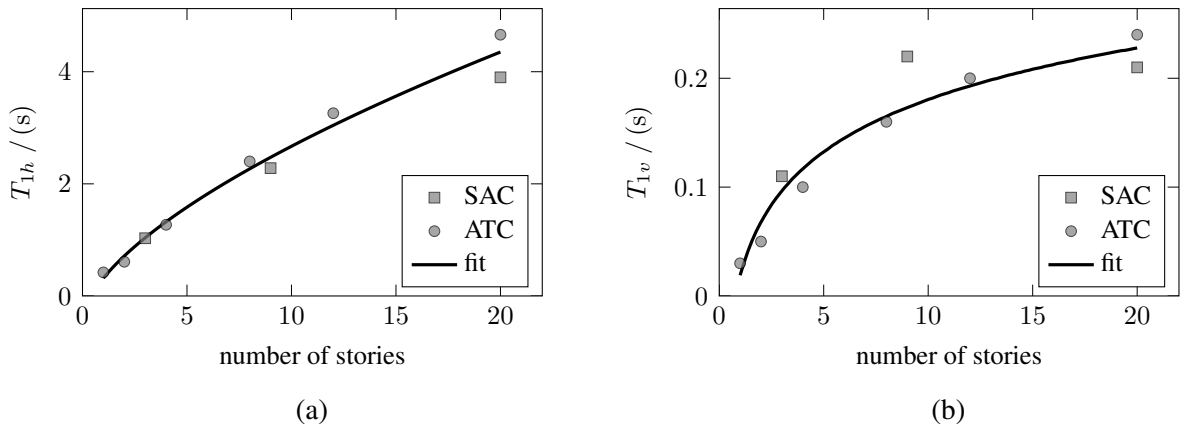 4
2
0
T1h / (s)
0
5
10
15
20
number of stories
SAC
ATC
fit
(a)
0.2
0.1
0
T1v / (s)
0
5
10
15
20
number of stories
SAC
ATC
fit
(b)